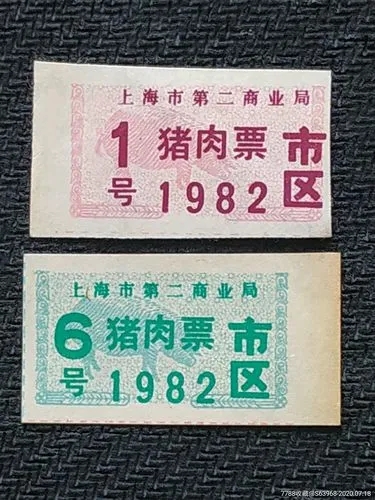 上海市第二商业局
1号 猪肉票 市区
1982
上海市第二商业局
6号 猪肉票 市区
1982
7788收藏@S63968 2020.07.18